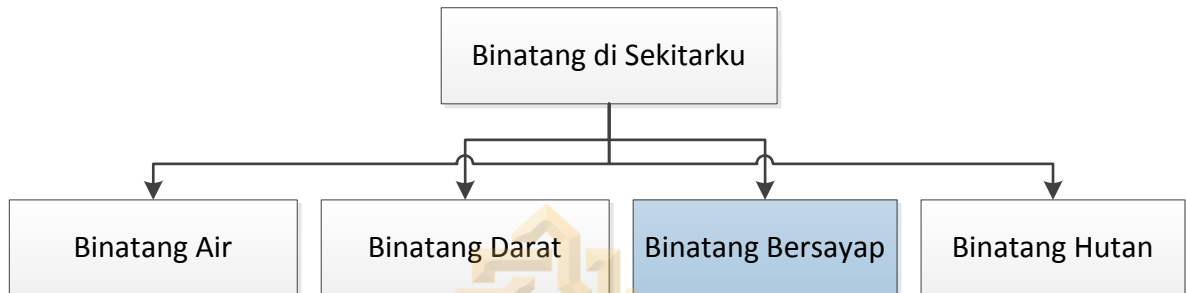 Binatang di Sekitarku
Binatang Air
Binatang Darat
Binatang Bersayap
Binatang Hutan